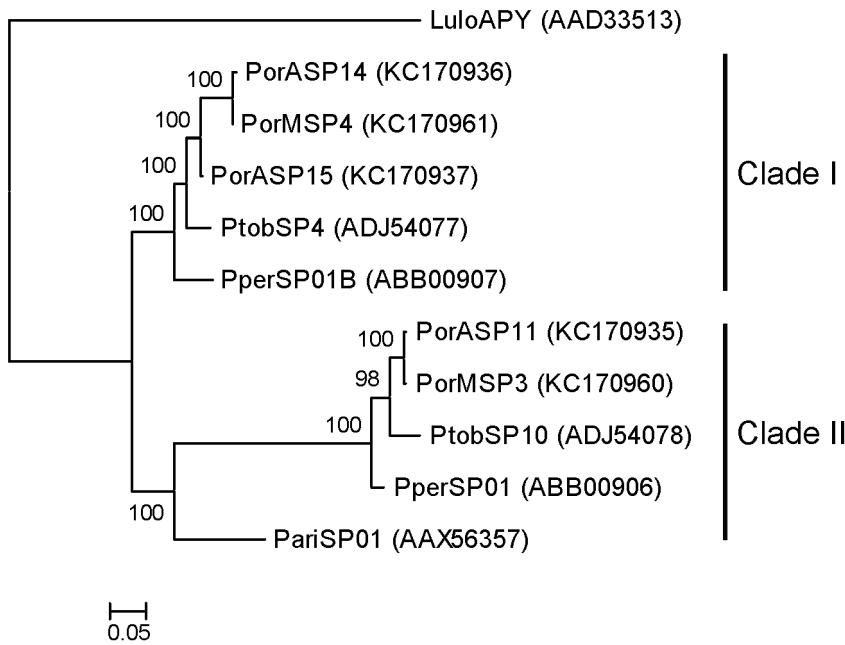 LuloAPY (AAD33513)
100
PorASP14 (KC170936)
100
PorMSP4 (KC170961)
100
PorASP15 (KC170937)
Clade I
100
PtobSP4 (ADJ54077)
PperSP01B (ABB00907)
100
PorASP11 (KC170935)
98
PorMSP3 (KC170960)
100
PtobSP10 (ADJ54078)
Clade II
PperSP01 (ABB00906)
100
PariSP01 (AAX56357)
0.05